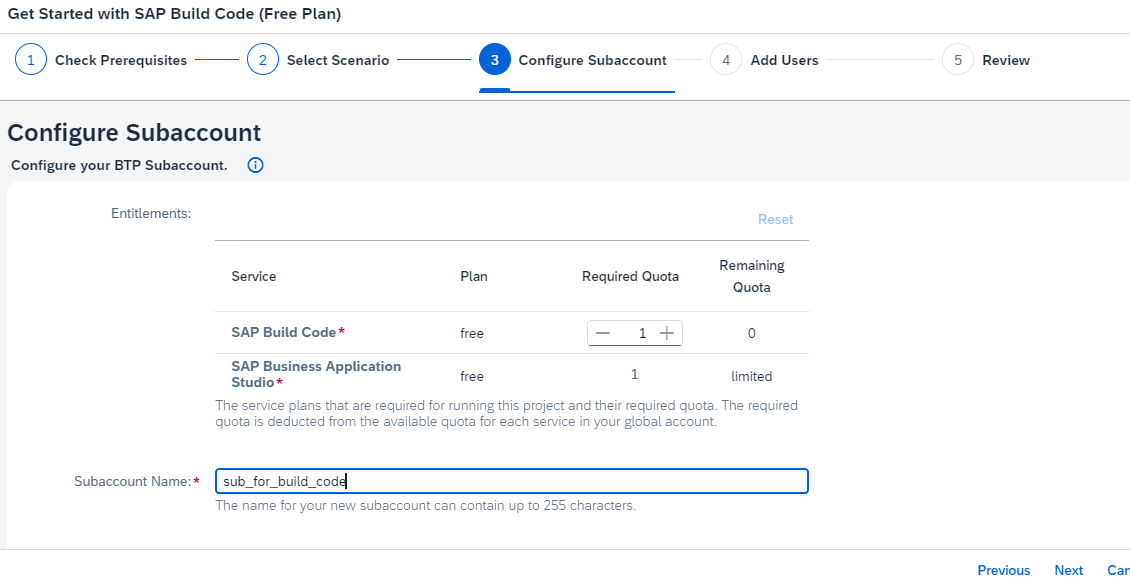 Get Started with SAP Build Code (Free Plan)
1 Check Prerequisites 2 Select Scenario 3 Configure Subaccount 4 Add Users 5 Review
Configure Subaccount
Configure your BTP Subaccount.
Entitlements:
Reset
Service Plan Required Quota Remaining Quota
SAP Build Code* free 1 0
SAP Business Application Studio* free 1 limited
The service plans that are required for running this project and their required quota. The required
quota is deducted from the available quota for each service in your global account.
Subaccount Name:* sub_for_build_code
The name for your new subaccount can contain up to 255 characters.
Previous Next Can